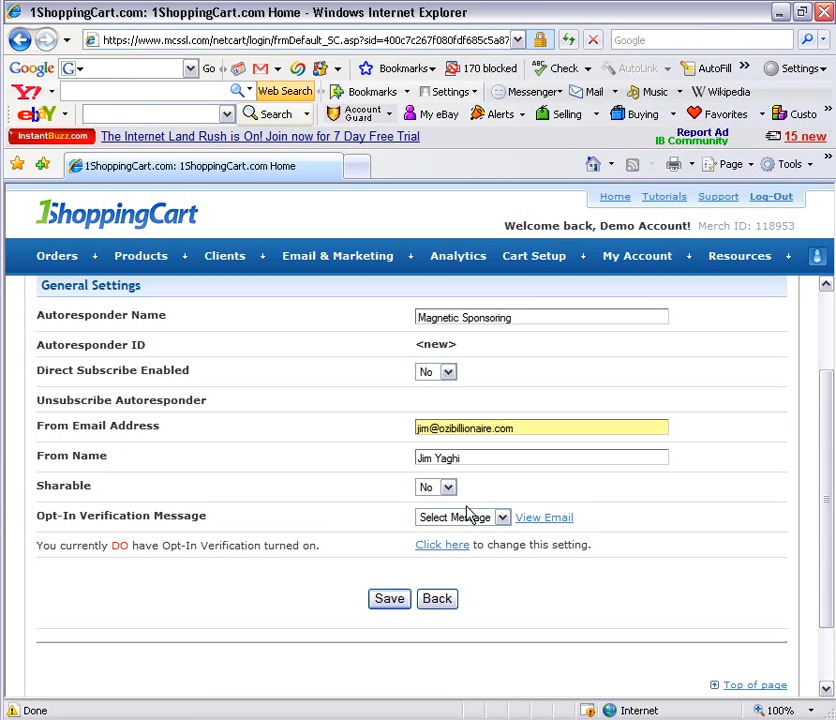 1ShoppingCart.com: 1ShoppingCart.com Home - Windows Internet Explorer
https://www.mcssl.com/netcart/login/frmDefault_SC.asp?sid=400c7c267f080fdf685c5a87 Google
Google G Go Bookmarks 170 blocked ABC Check AutoLink AutoFill Settings
Y! Web Search Bookmarks Settings Messenger Mail Music Wikipedia
ebY Search Account Guard My eBay Alerts Selling Buying Favorites Custo
InstantBuzz.com The Internet Land Rush is On! Join now for 7 Day Free Trial Report Ad IB Community 15 new
1ShoppingCart.com: 1ShoppingCart.com Home Page Tools
Home Tutorials Support Log-Out
1ShoppingCart
Welcome back, Demo Account! Merch ID: 118953
Orders Products Clients Email & Marketing Analytics Cart Setup My Account Resources
General Settings
Autoresponder Name Magnetic Sponsoring
Autoresponder ID <new>
Direct Subscribe Enabled No
Unsubscribe Autoresponder
From Email Address jim@ozibillionaire.com
From Name Jim Yaghi
Sharable No
Opt-In Verification Message Select Message View Email
You currently DO have Opt-In Verification turned on. Click here to change this setting.
Save Back
Top of page
Done Internet 100%